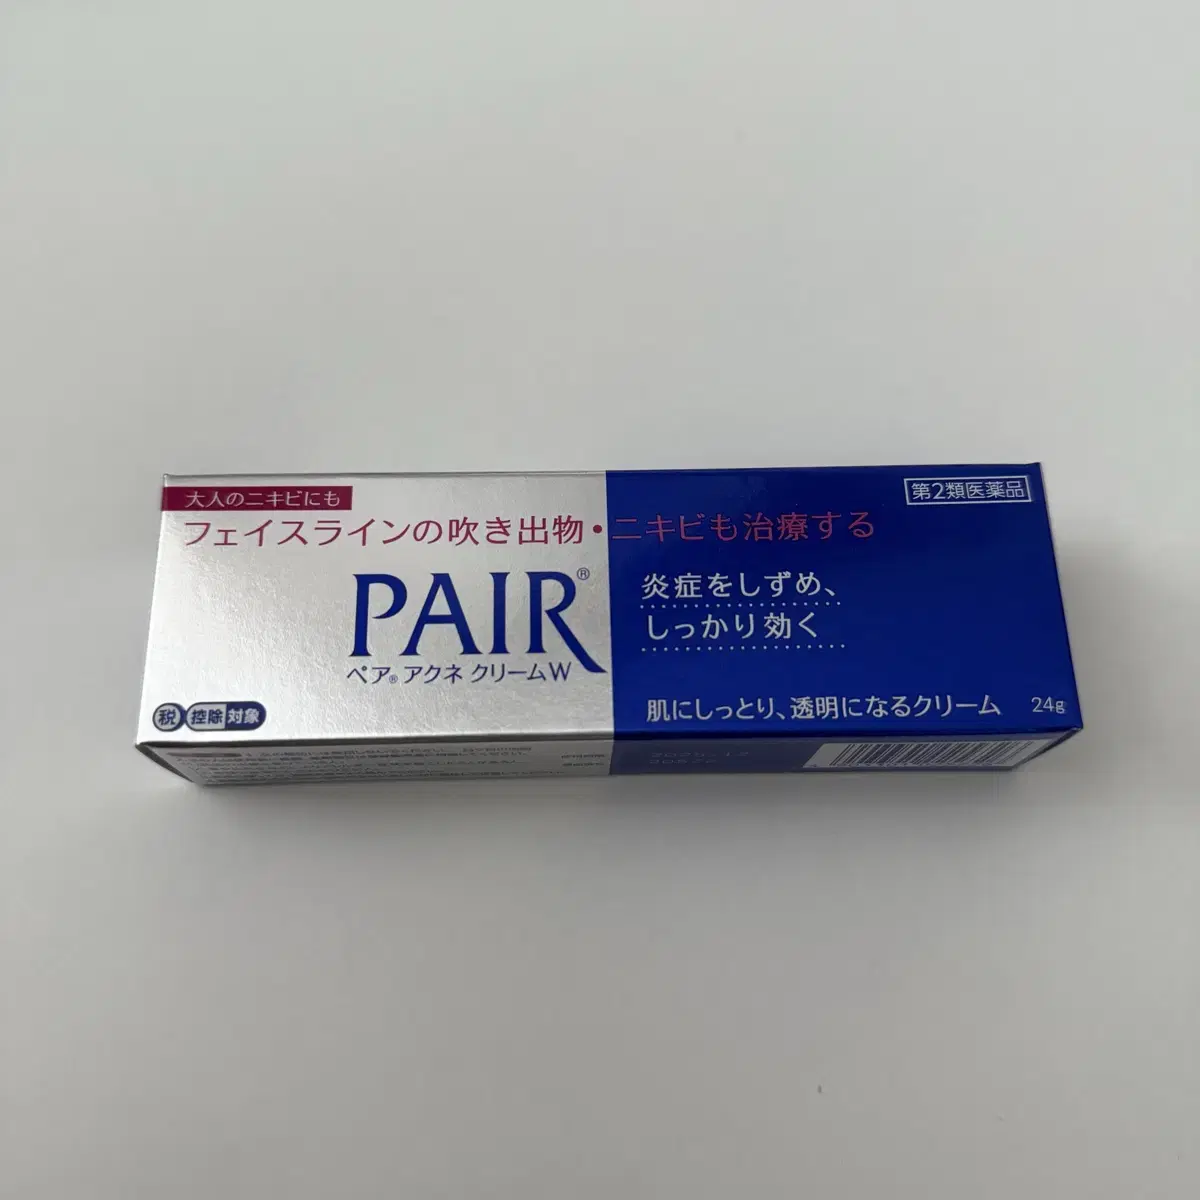 大人のニキビにも
第2類医薬品
フェイスラインの吹き出物・ニキビも治療する
PAIR®
ペア® アクネ クリームW
炎症をしずめ、
しっかり効く
税 控除対象
肌にしっとり、透明になるクリーム
24g